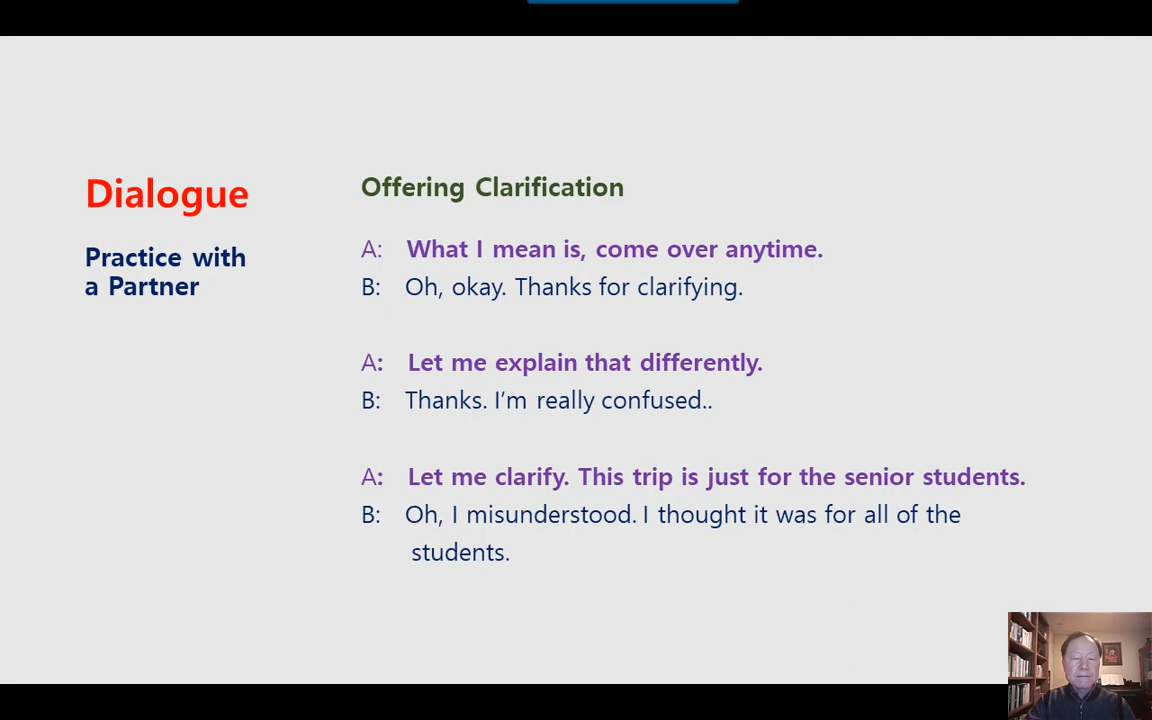 Dialogue
Practice with
a Partner
Offering Clarification
A: What I mean is, come over anytime.
B: Oh, okay. Thanks for clarifying.
A: Let me explain that differently.
B: Thanks. I’m really confused..
A: Let me clarify. This trip is just for the senior students.
B: Oh, I misunderstood. I thought it was for all of the
students.